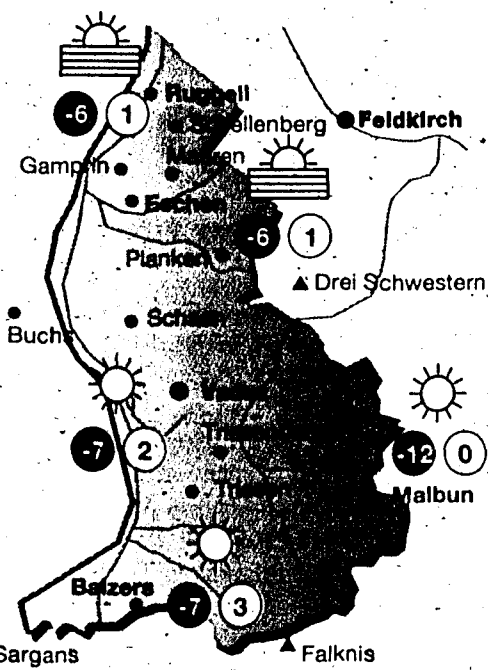 -6 1
Ruggell
Schellenberg
Feldkirch
Mauren
Gamprin
Eschen
-6 1
Planken
Drei Schwestern
Schaan
Buchs
Vaduz
-7 2
-12 0
Malbun
Balzers
-7 3
Sargans
Falknis